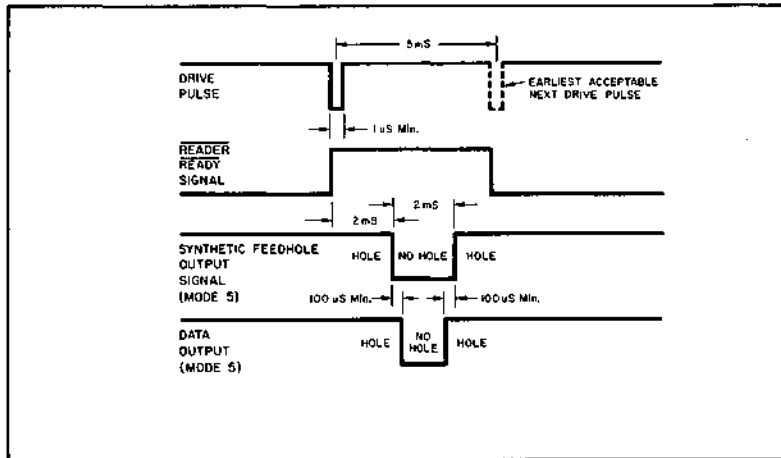 5mS
DRIVE
PULSE
EARLIEST ACCEPTABLE
NEXT DRIVE PULSE
1uS Min.
READER
READY
SIGNAL
2mS
2mS
SYNTHETIC FEEDHOLE
OUTPUT
SIGNAL
(MODE 5)
HOLE
NO HOLE
HOLE
100uS Min.
100uS Min.
DATA
OUTPUT
(MODE 5)
HOLE
NO
HOLE
HOLE